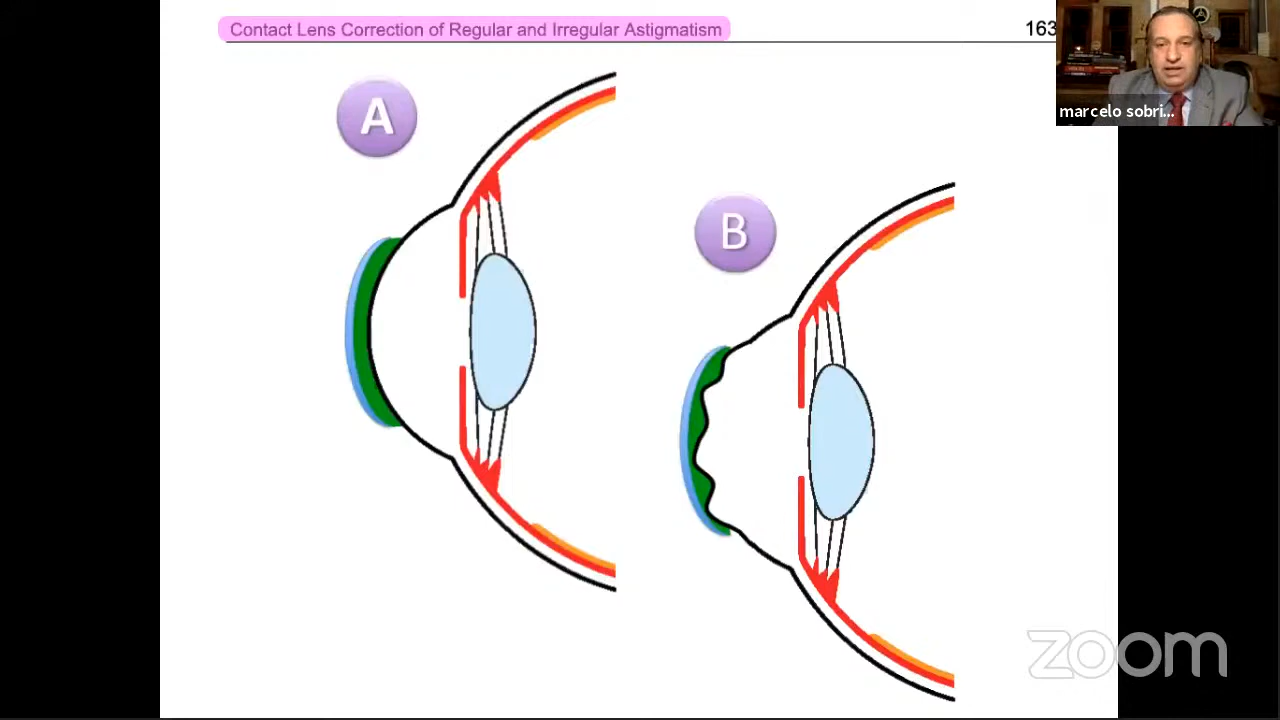 Contact Lens Correction of Regular and Irregular Astigmatism
163
A
B
marcelo sobri...
zoom